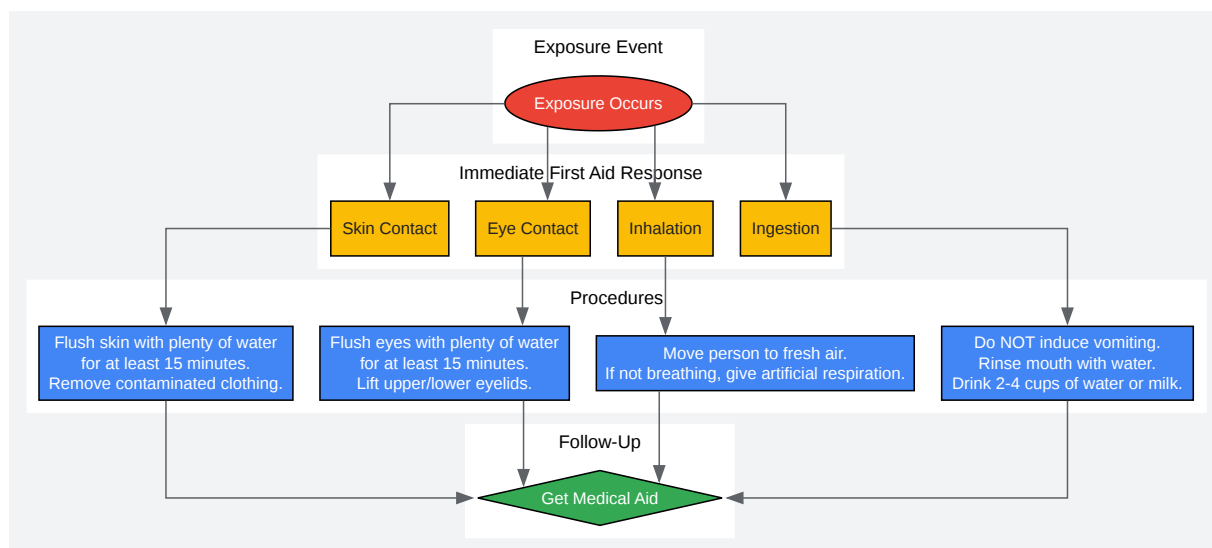 Exposure Event
Exposure Occurs
Immediate First Aid Response
Skin Contact
Eye Contact
Inhalation
Ingestion
Procedures
Flush skin with plenty of water
for at least 15 minutes.
Remove contaminated clothing.
Flush eyes with plenty of water
for at least 15 minutes.
Lift upper/lower eyelids.
Move person to fresh air.
If not breathing, give artificial respiration.
Do NOT induce vomiting.
Rinse mouth with water.
Drink 2-4 cups of water or milk.
Follow-Up
Get Medical Aid